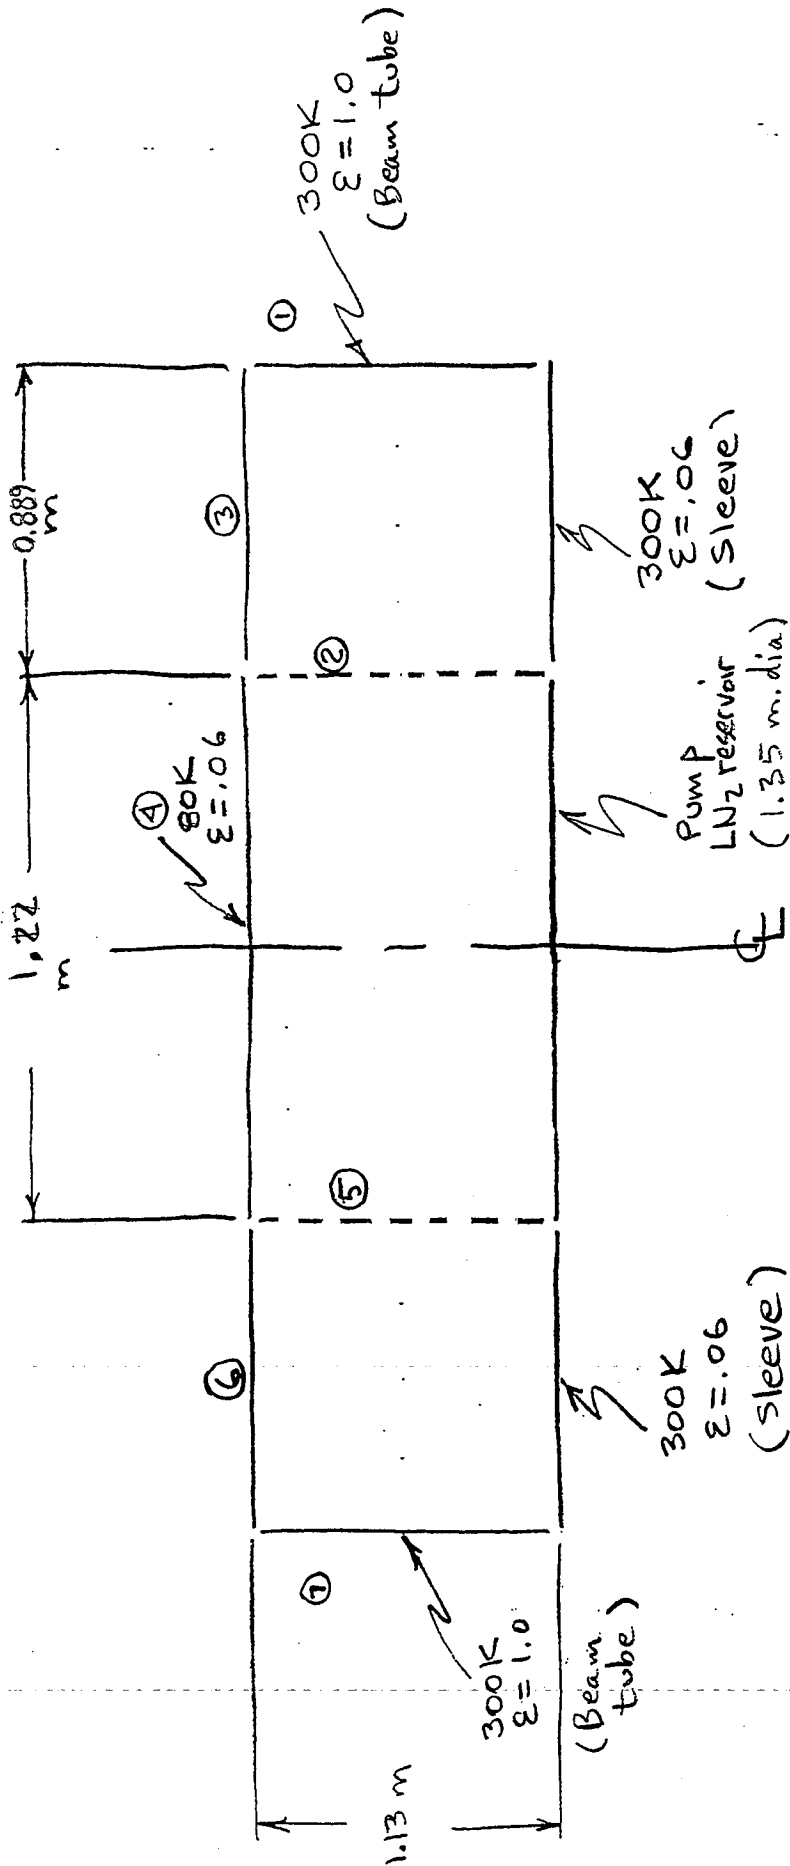 1.13 m
⑦
300K
ε=1.0
(Beam
tube)
⑥
300K
ε=.06
(Sleeve)
1.22
m
⑤
④
80K
ε=.06
℄
Pump
LN2 reservoir
(1.35 m. dia)
②
0.889
m
③
300K
ε=.06
(Sleeve)
①
300K
ε=1.0
(Beam tube)